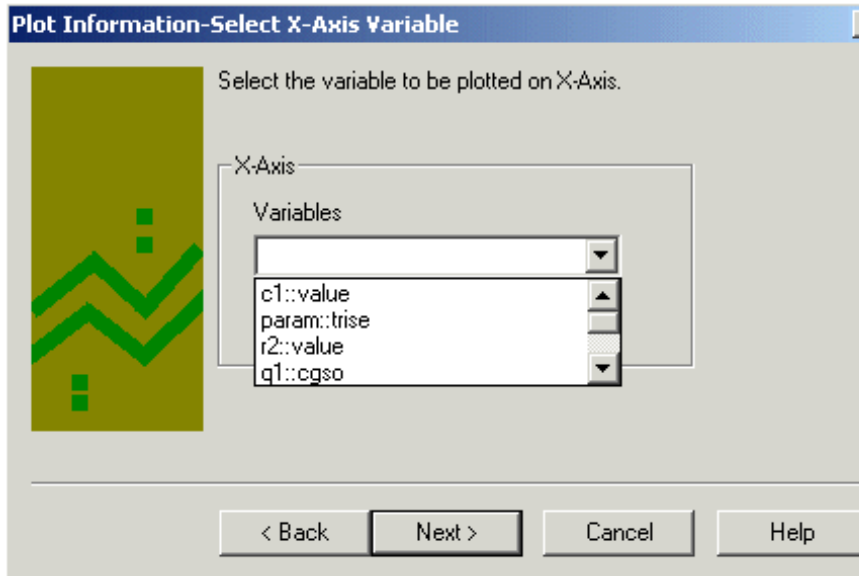 Plot Information-Select X-Axis Variable
Select the variable to be plotted on X-Axis.
X-Axis
Variables
c1::value
param::trise
r2::value
q1::cgso
< Back
Next >
Cancel
Help